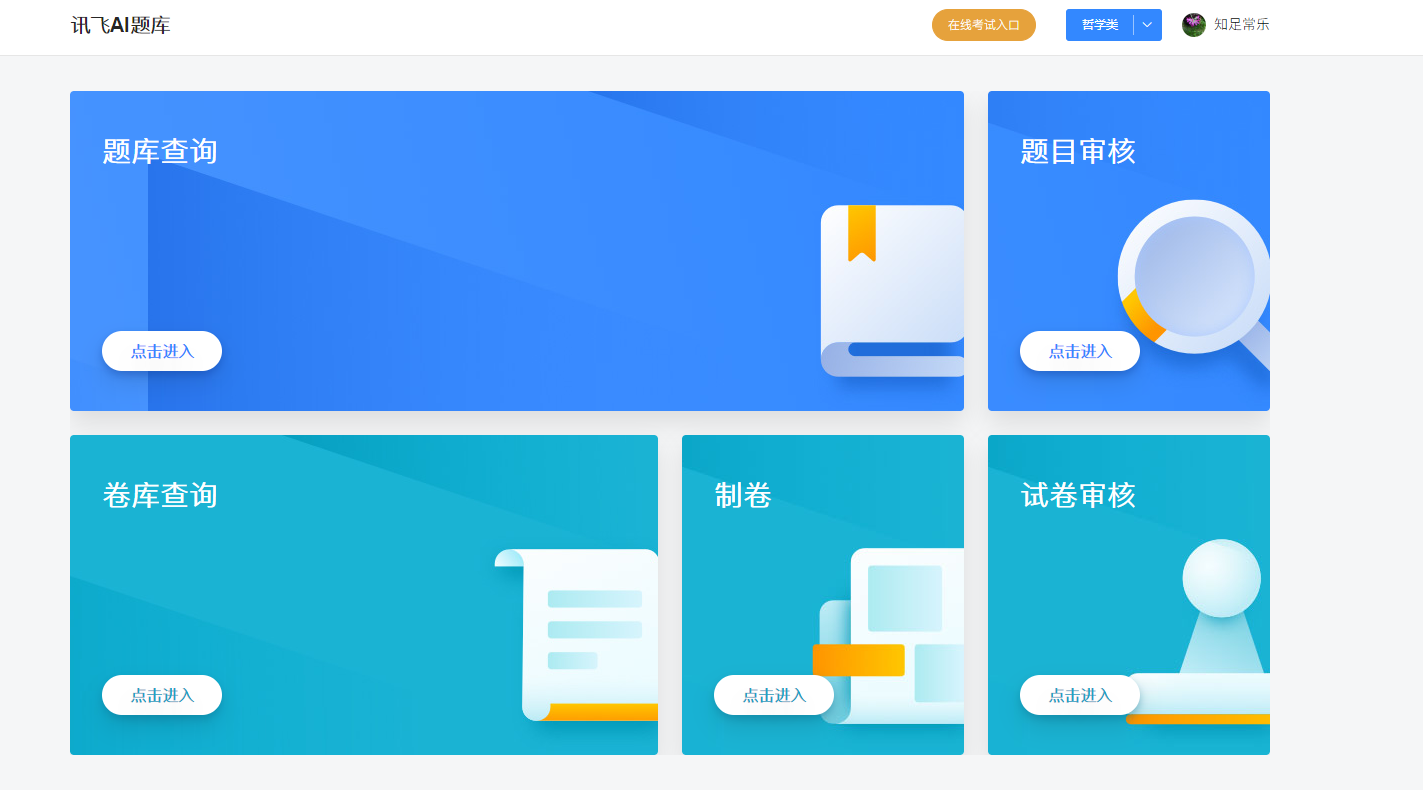 讯飞AI题库
在线考试入口
哲学类
知足常乐
题库查询
点击进入
题目审核
点击进入
卷库查询
点击进入
制卷
点击进入
试卷审核
点击进入